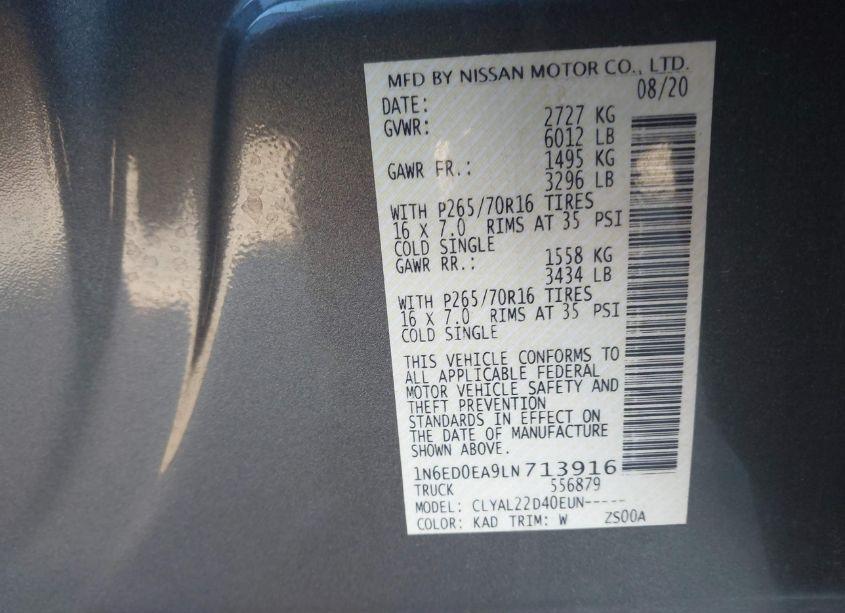 MFD BY NISSAN MOTOR CO., LTD.
DATE: 08/20
GVWR: 2727 KG
6012 LB
GAWR FR.: 1495 KG
3296 LB
WITH P265/70R16 TIRES
16 X 7.0 RIMS AT 35 PSI
COLD SINGLE
GAWR RR.: 1558 KG
3434 LB
WITH P265/70R16 TIRES
16 X 7.0 RIMS AT 35 PSI
COLD SINGLE
THIS VEHICLE CONFORMS TO
ALL APPLICABLE FEDERAL
MOTOR VEHICLE SAFETY AND
THEFT PREVENTION
STANDARDS IN EFFECT ON
THE DATE OF MANUFACTURE
SHOWN ABOVE.
1N6ED0EA9LN713916
TRUCK 556879
MODEL: CLYAL22D40EUN-----
COLOR: KAD TRIM: W ZS00A